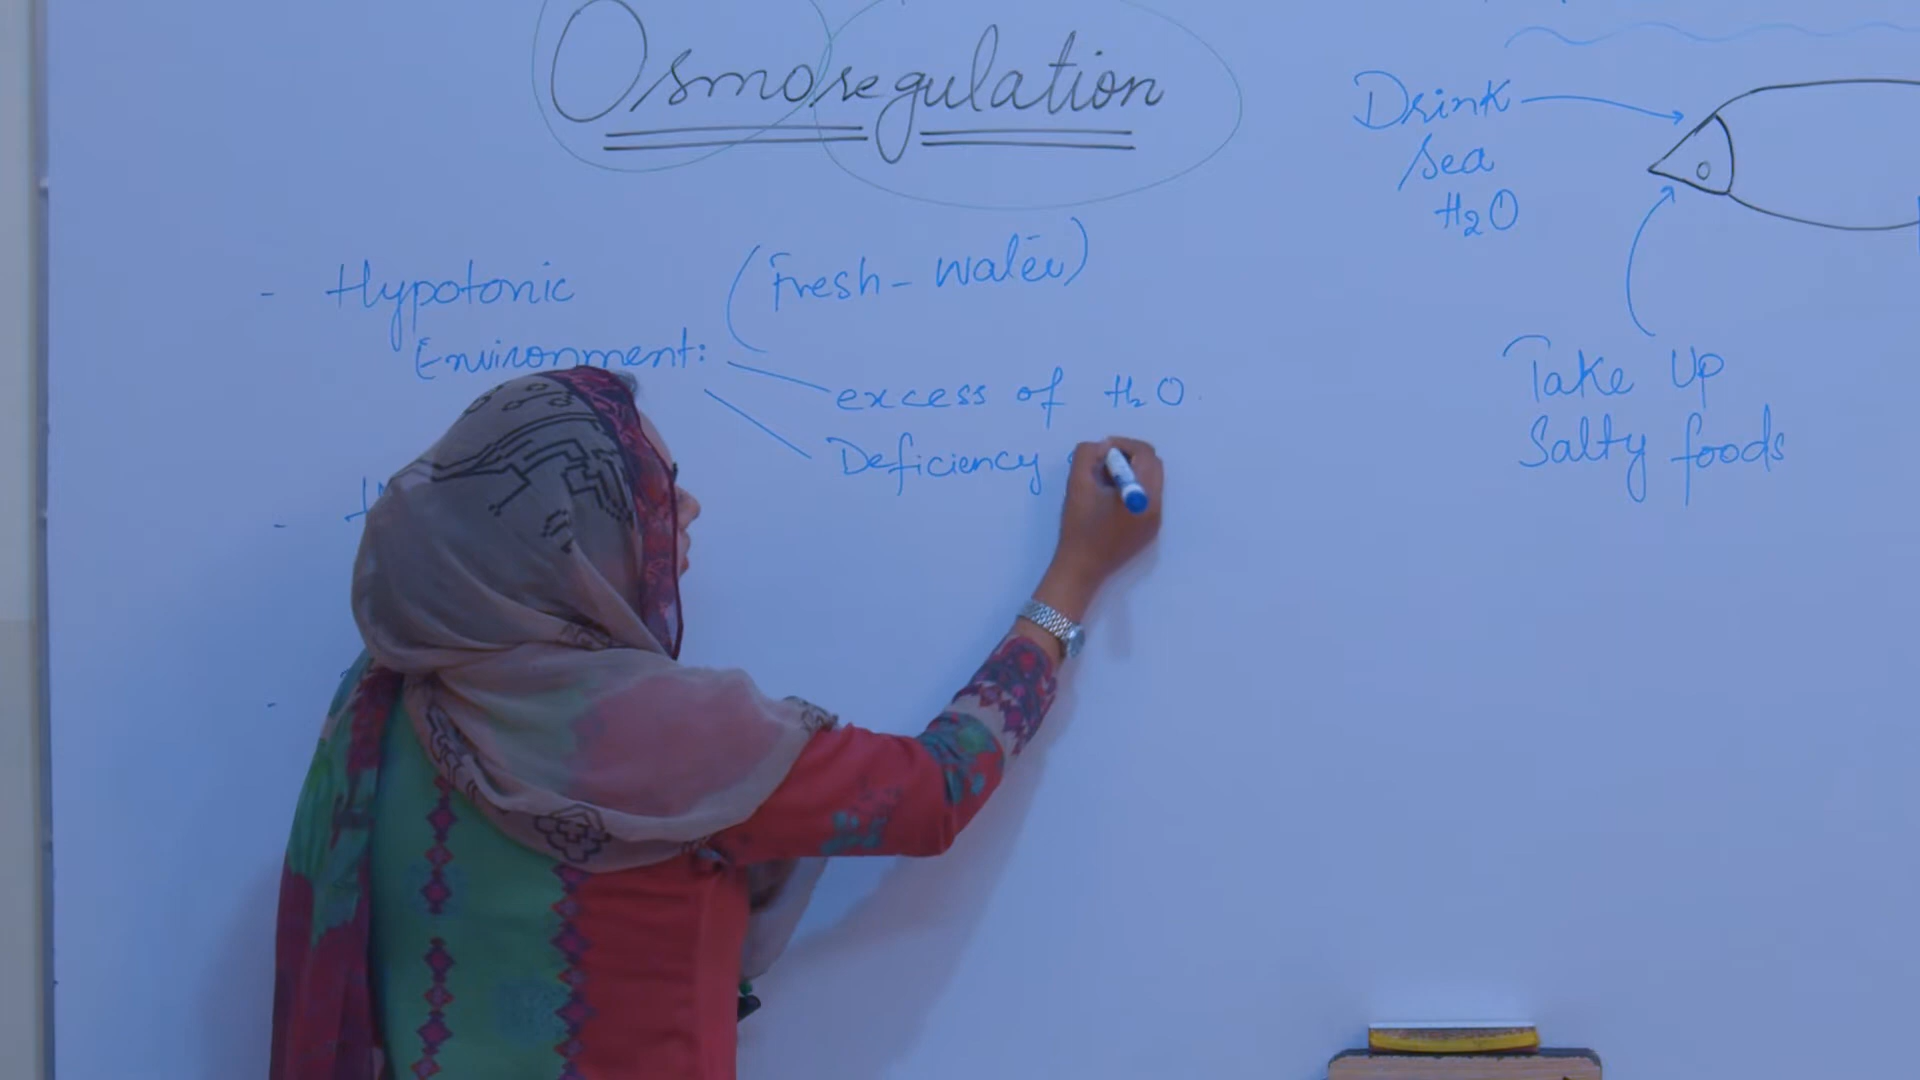 Osmoregulation
- Hypotonic (Fresh-water)
Environment:
excess of H2O
Deficiency
-
-
Drink
Sea
H2O
Take Up
Salty foods